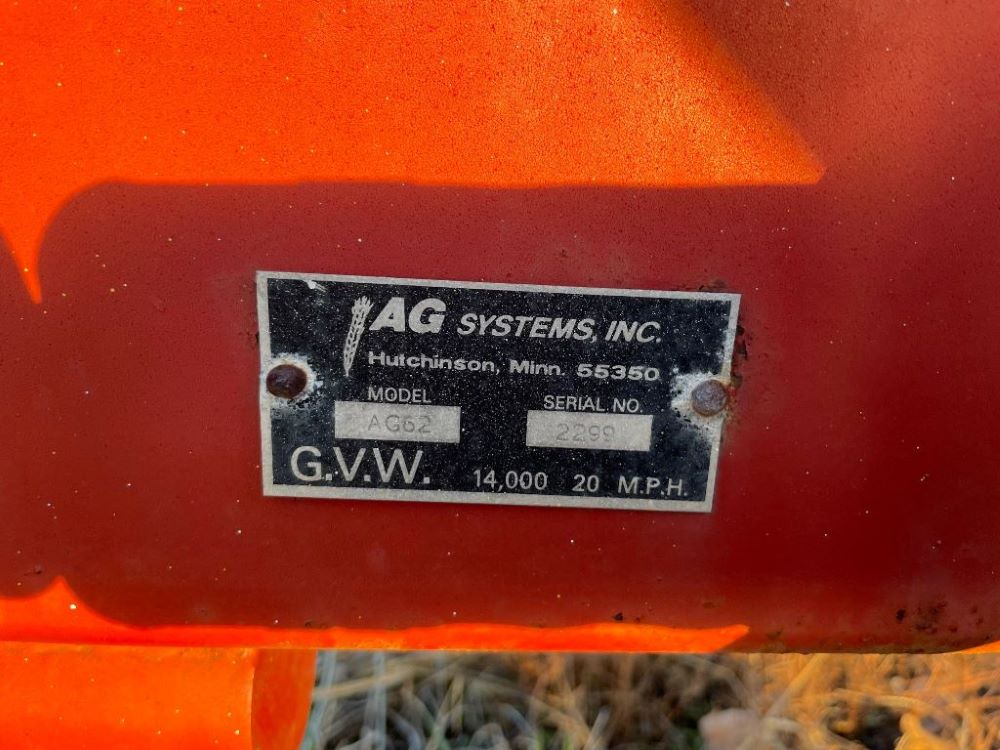 AG SYSTEMS, INC.
Hutchinson, Minn. 55350
MODEL SERIAL NO.
AG62 2299
G.V.W. 14,000 20 M.P.H.